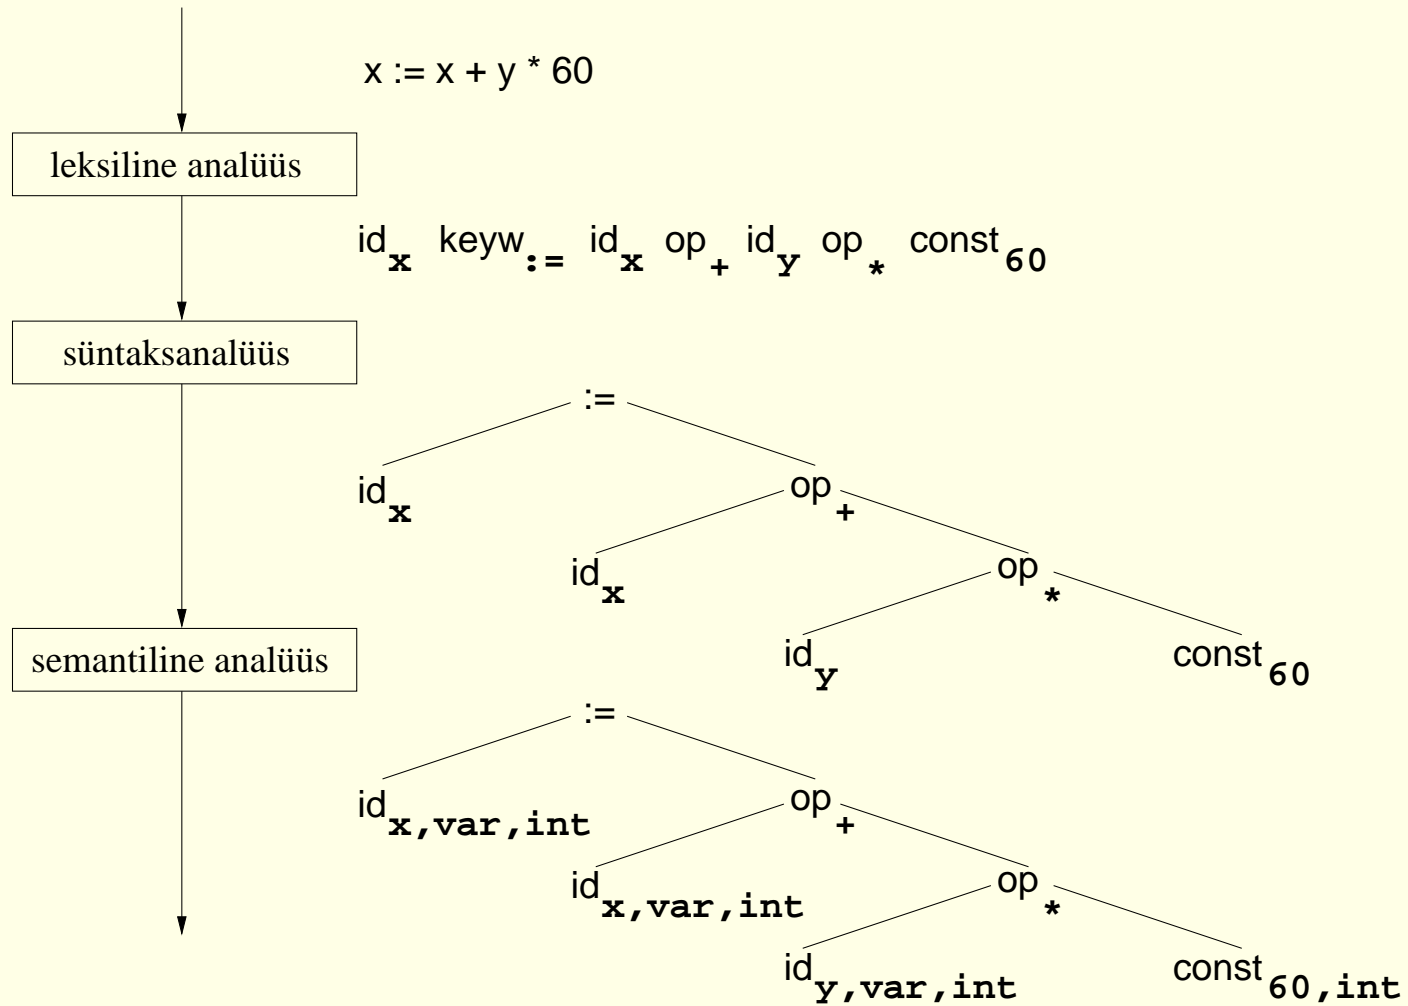 x := x + y * 60
leksiline analüüs
id x keyw := id x op + id y op * const 60
süntaksanalüüs
:=
id x op +
id x op *
semantiline analüüs id y const 60
:=
id x,var,int op +
id x,var,int op *
id y,var,int const 60,int